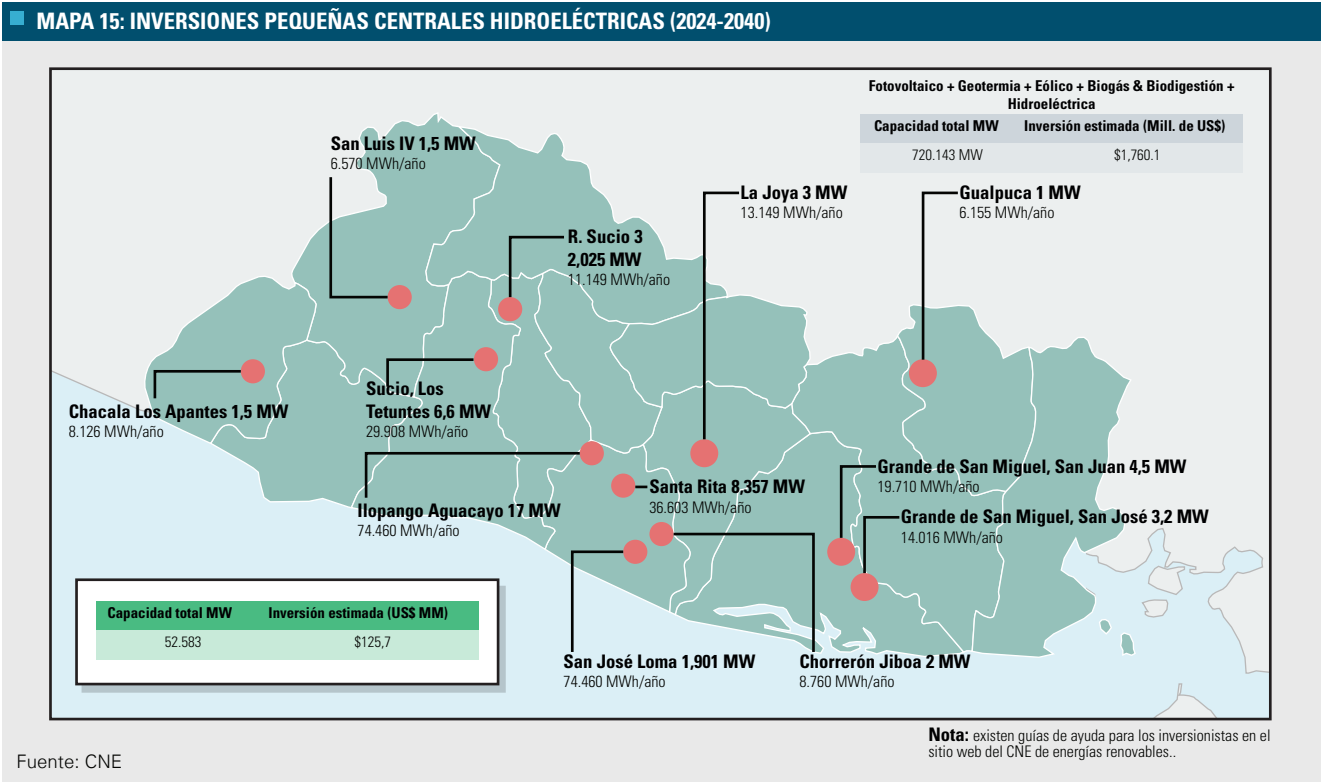 MAPA 15: INVERSIONES PEQUEÑAS CENTRALES HIDROELÉCTRICAS (2024-2040)
Fotovoltaico + Geotermia + Eólico + Biogás & Biodigestión +
Hidroeléctrica
Capacidad total MW Inversión estimada (Mill. de US$)
720.143 MW $1,760.1
San Luis IV 1,5 MW
6.570 MWh/año
La Joya 3 MW
13.149 MWh/año
Gualpuca 1 MW
6.155 MWh/año
R. Sucio 3
2,025 MW
11.149 MWh/año
Sucio, Los
Tetuntes 6,6 MW
29.908 MWh/año
Chacala Los Apantes 1,5 MW
8.126 MWh/año
Grande de San Miguel, San Juan 4,5 MW
19.710 MWh/año
Santa Rita 8,357 MW
36.603 MWh/año
Ilopango Aguacayo 17 MW
74.460 MWh/año
Grande de San Miguel, San José 3,2 MW
14.016 MWh/año
Capacidad total MW Inversión estimada (US$ MM)
52.583 $125,7
San José Loma 1,901 MW
74.460 MWh/año
Chorrerón Jiboa 2 MW
8.760 MWh/año
Nota: existen guías de ayuda para los inversionistas en el
sitio web del CNE de energías renovables..
Fuente: CNE